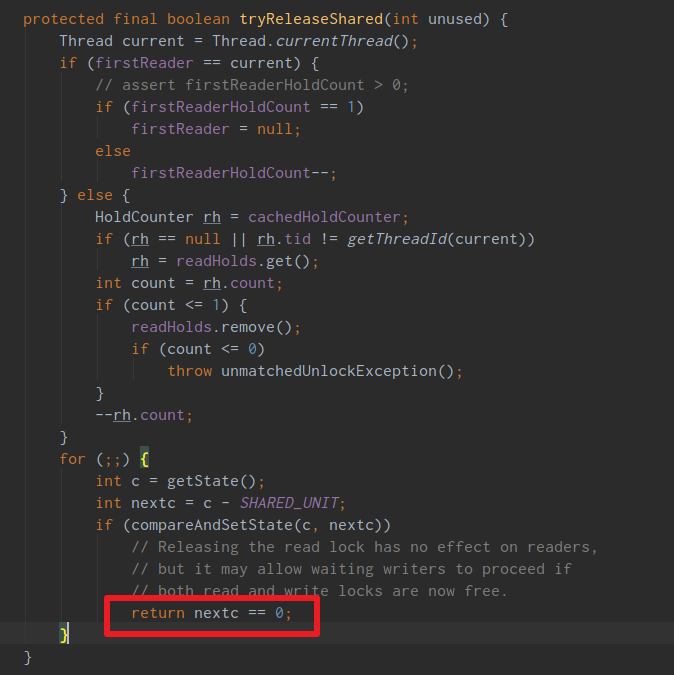 protected final boolean tryReleaseShared(int unused) {
    Thread current = Thread.currentThread();
    if (firstReader == current) {
        // assert firstReaderHoldCount > 0;
        if (firstReaderHoldCount == 1)
            firstReader = null;
        else
            firstReaderHoldCount--;
    } else {
        HoldCounter rh = cachedHoldCounter;
        if (rh == null || rh.tid != getThreadId(current))
            rh = readHolds.get();
        int count = rh.count;
        if (count <= 1) {
            readHolds.remove();
            if (count <= 0)
                throw unmatchedUnlockException();
        }
        --rh.count;
    }
    for (;;) {
        int c = getState();
        int nextc = c - SHARED_UNIT;
        if (compareAndSetState(c, nextc))
            // Releasing the read lock has no effect on readers,
            // but it may allow waiting writers to proceed if
            // both read and write locks are now free.
            return nextc == 0;
    }
}